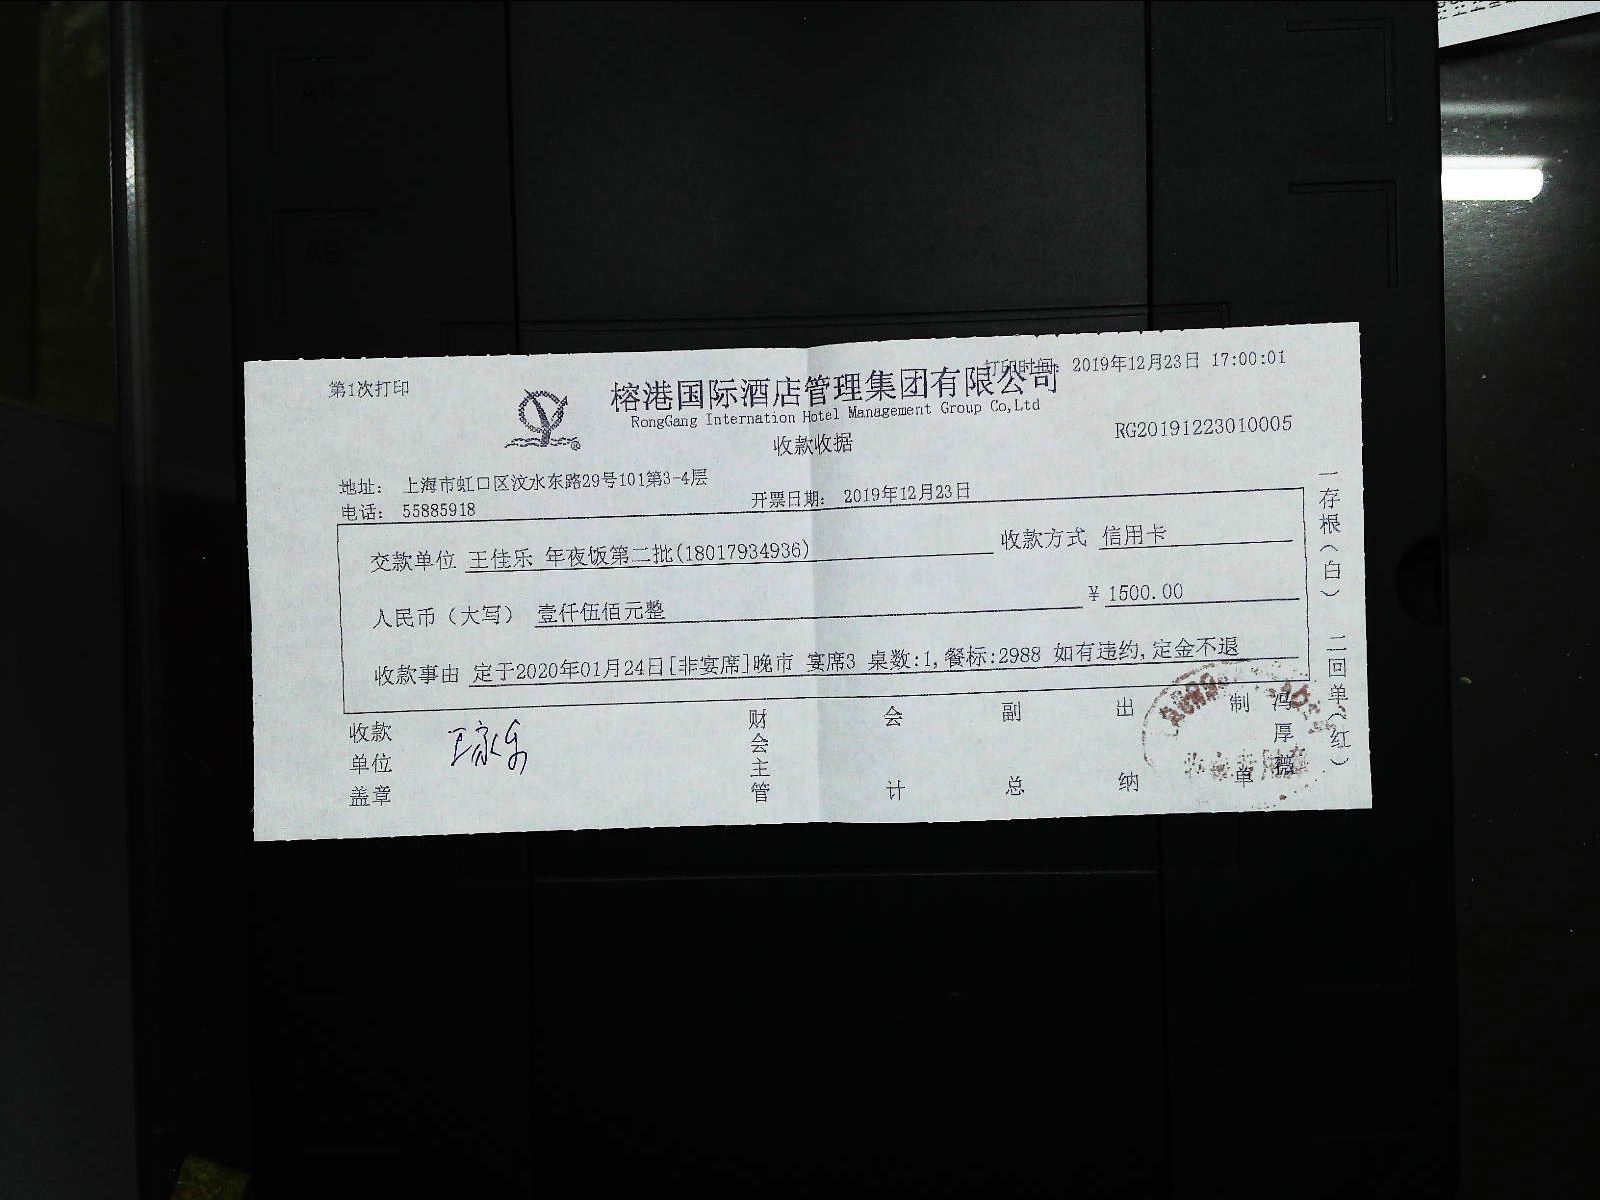 第1次打印
打印时间: 2019年12月23日 17:00:01
榕港国际酒店管理集团有限公司
RongGang Internation Hotel Management Group Co,Ltd
收款收据
RG20191223010005
地址： 上海市虹口区汶水东路29号101第3-4层
电话： 55885918
开票日期： 2019年12月23日
交款单位 王佳乐 年夜饭第二批(18017934936)
收款方式 信用卡
人民币（大写） 壹仟伍佰元整
¥ 1500.00
收款事由 定于2020年01月24日[非宴席]晚市 宴席3 桌数:1,餐标:2988 如有违约,定金不退
收款单位盖章
财会主管
会计
副总
出纳
制单
冯厚薇
一存根（白） 二回单（红）